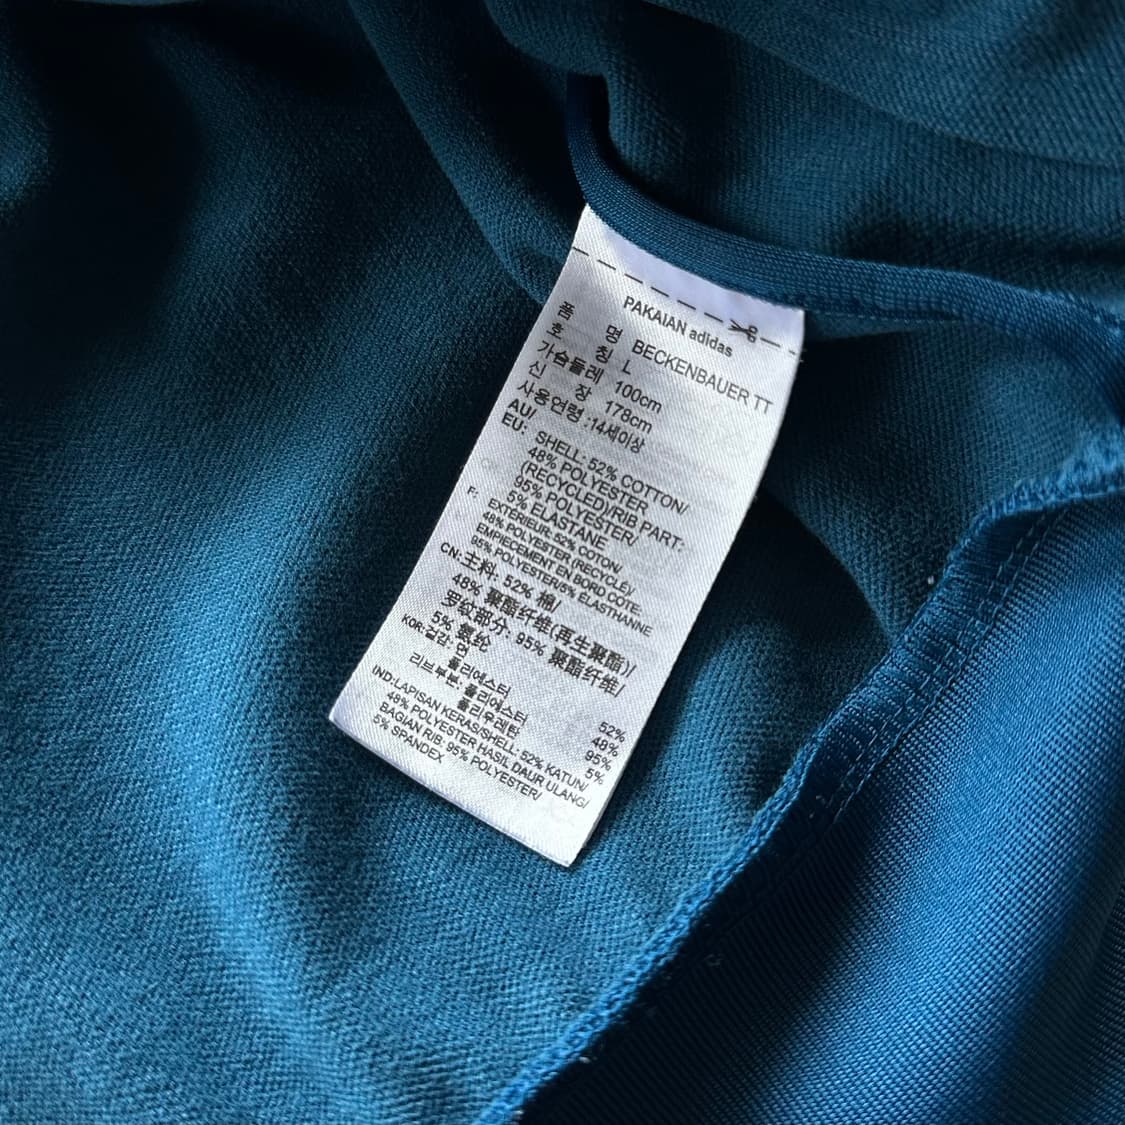 PAKAIAN adidas
품 명 BECKENBAUER TT
호 칭 L
가슴둘레 100cm
신 장 178cm
사용연령 :14세이상
AU/
EU: SHELL: 52% COTTON/
48% POLYESTER
(RECYCLED)/RIB PART:
95% POLYESTER/
5% ELASTANE
F: EXTÉRIEUR: 52% COTON,
48% POLYESTER, (RECYCLÉ),
EMPIECEMENT EN BORD CÔTE:
95% POLYESTER/5% ÉLASTHANNE
CN:主料: 52% 棉/
48% 聚酯纤维(再生聚酯)/
罗纹部分: 95% 聚酯纤维/
5% 氨纶
KOR:겉감: 면 52%
폴리에스터 48%
리브부분: 폴리에스터 95%
폴리우레탄 5%
IND:LAPISAN KERAS/SHELL: 52% KATUN/
48% POLYESTER HASIL DAUR ULANG/
BAGIAN RIB: 95% POLYESTER/
5% SPANDEX